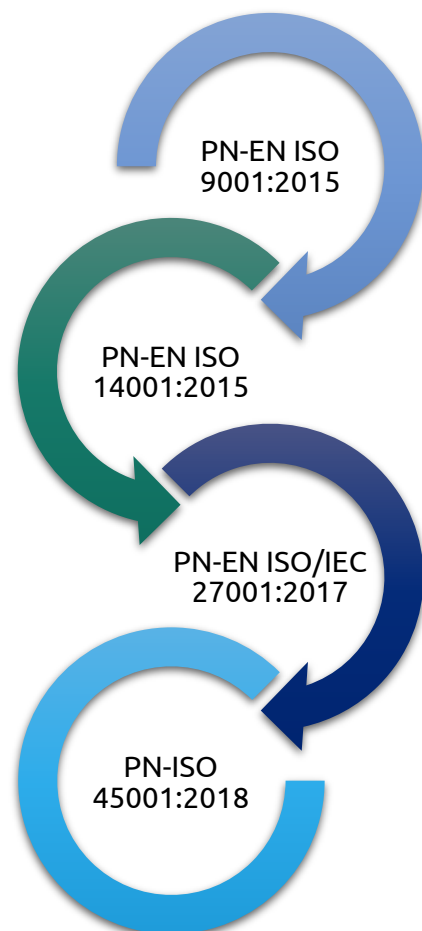 PN-EN ISO
9001:2015
PN-EN ISO
14001:2015
PN-EN ISO/IEC
27001:2017
PN-ISO
45001:2018